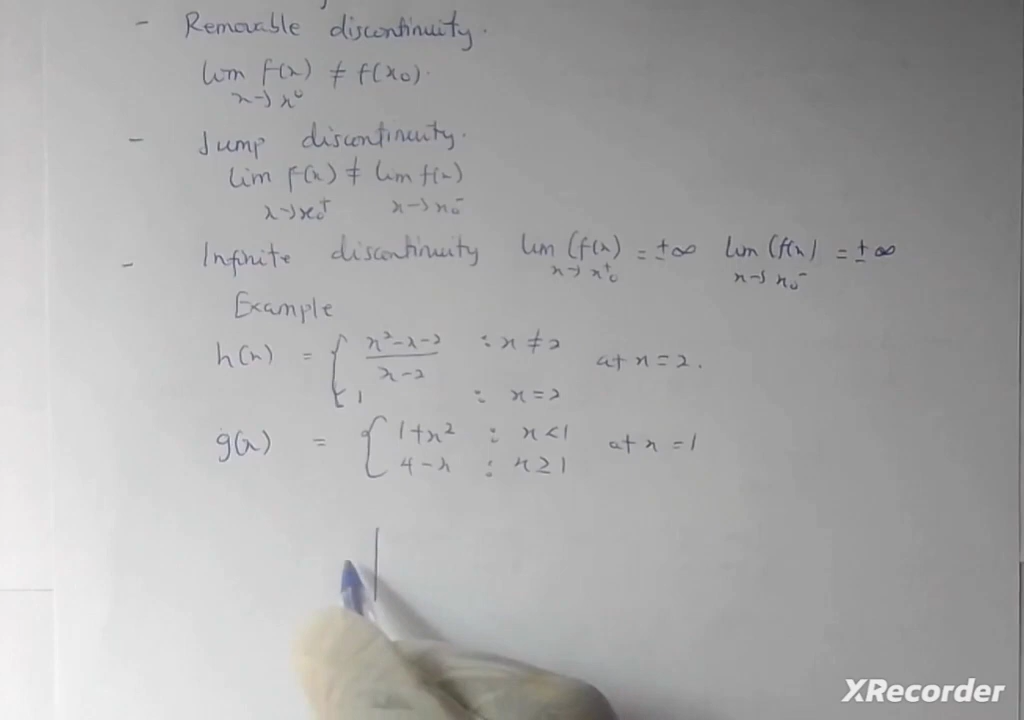 - Removable discontinuity.
lim f(x) ≠ f(x₀).
x→x₀
- Jump discontinuity.
lim f(x) ≠ lim f(x)
x→x₀⁺ x→x₀⁻
- Infinite discontinuity lim (f(x) = ±∞ lim (f(x) = ±∞
x→x₀⁺ x→x₀⁻
Example
h(x) = { x²-x-2 / x-2 : x ≠ 2 at x = 2.
1 : x = 2
g(x) = { 1+x² : x < 1 at x = 1
4-x : x ≥ 1
XRecorder